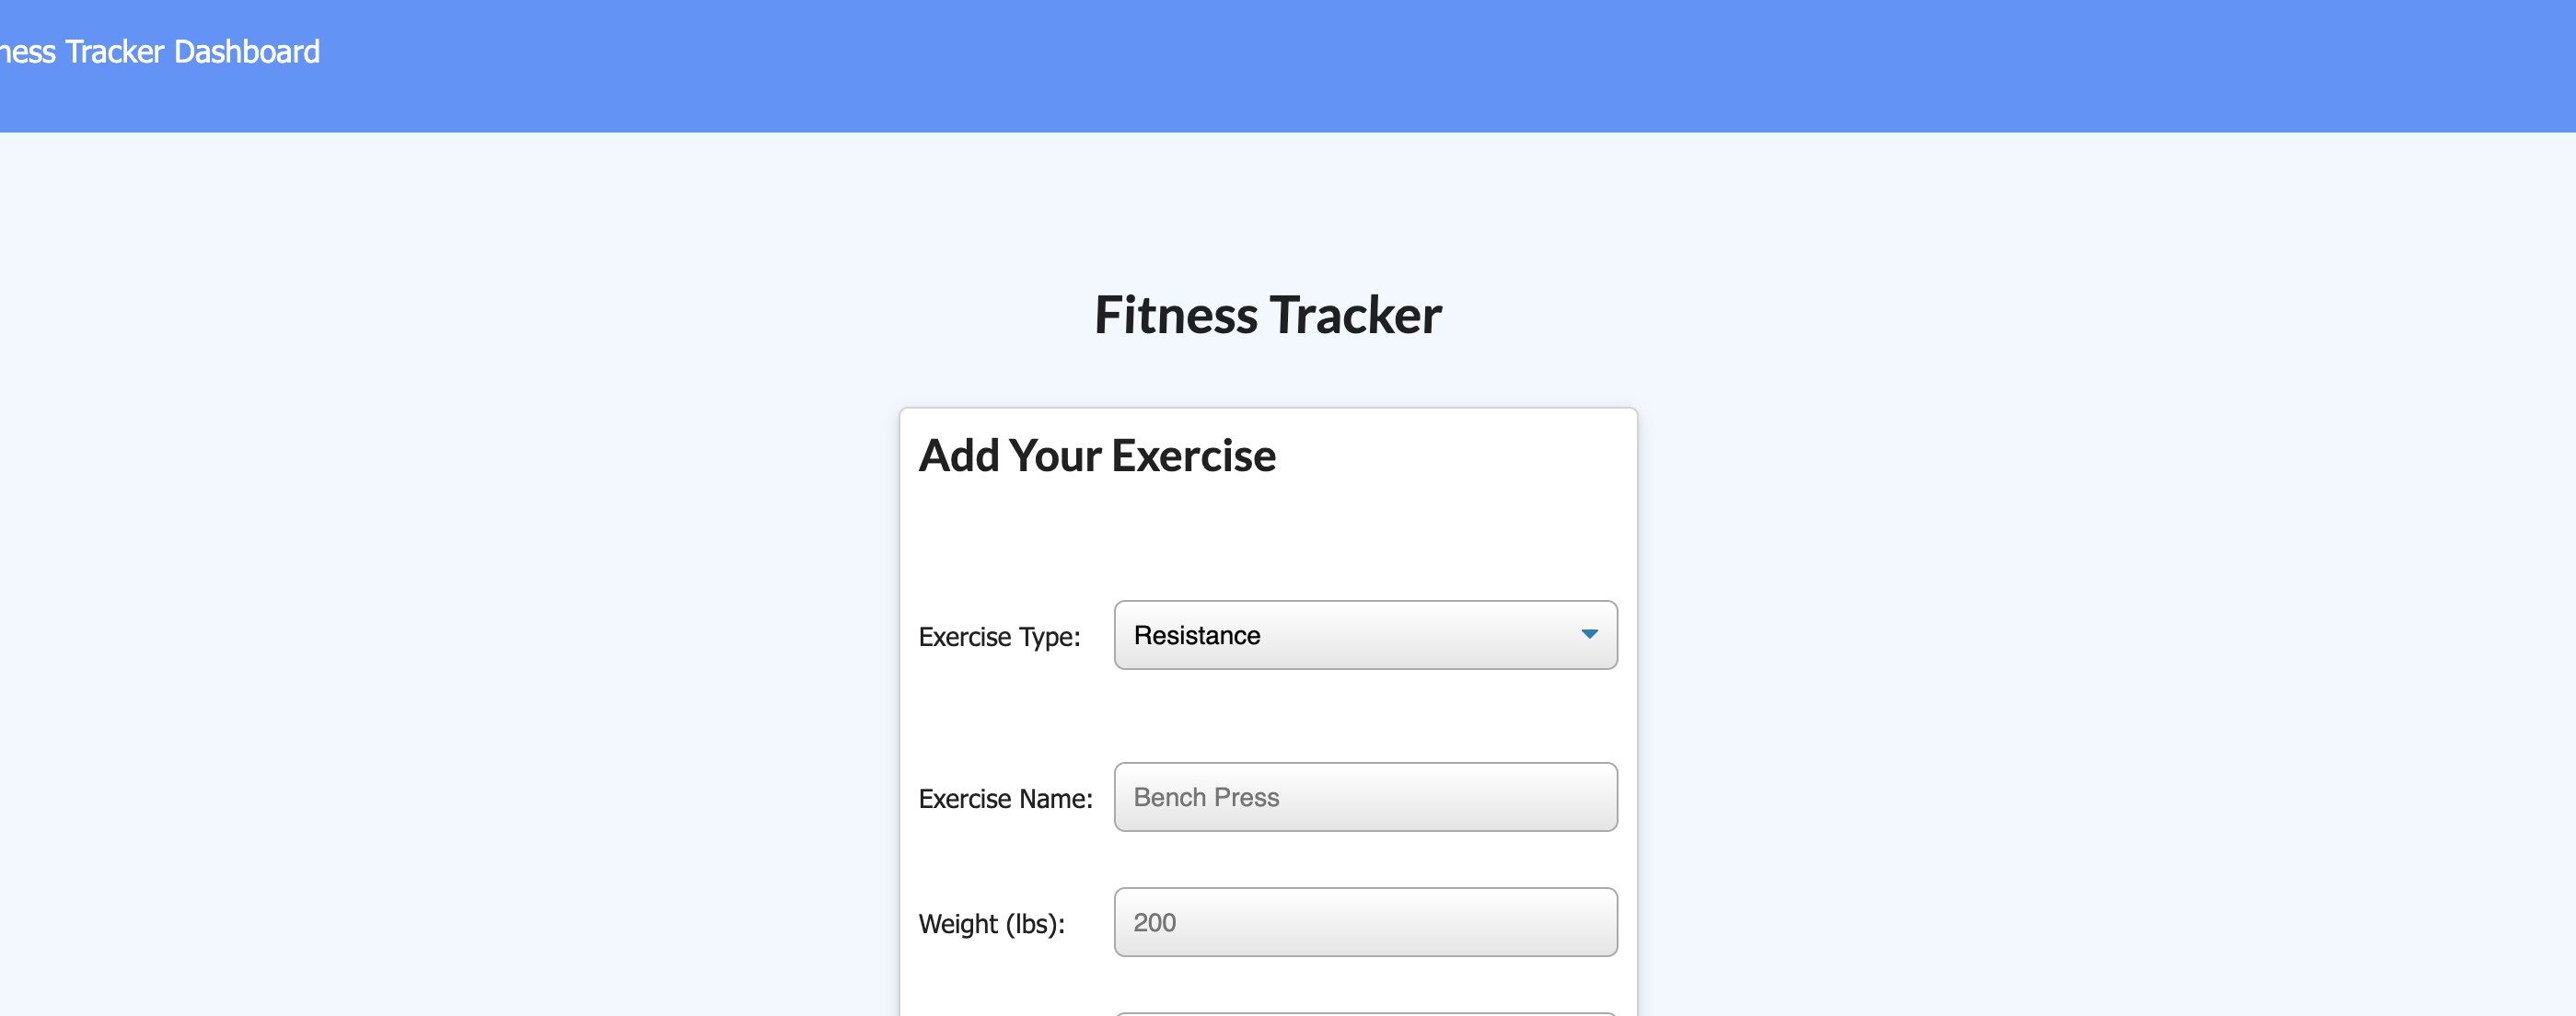 ness Tracker Dashboard
Fitness Tracker
Add Your Exercise
Exercise Type: Resistance
Exercise Name: Bench Press
Weight (lbs): 200